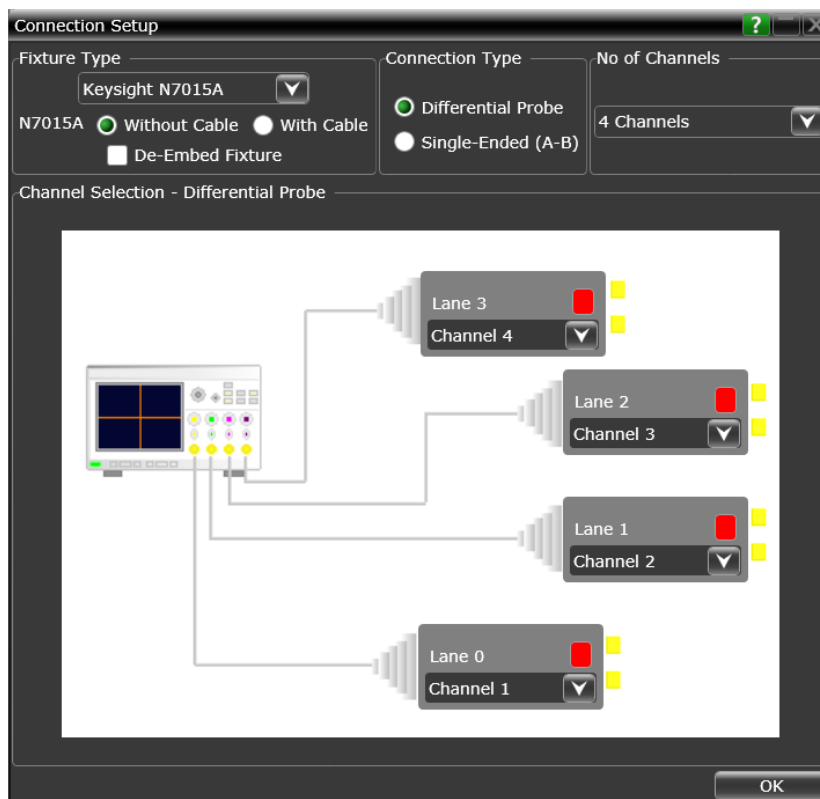 Connection Setup
?
Fixture Type
Keysight N7015A
N7015A Without Cable With Cable
De-Embed Fixture
Connection Type
Differential Probe
Single-Ended (A-B)
No of Channels
4 Channels
Channel Selection - Differential Probe
Lane 3
Channel 4
Lane 2
Channel 3
Lane 1
Channel 2
Lane 0
Channel 1
OK